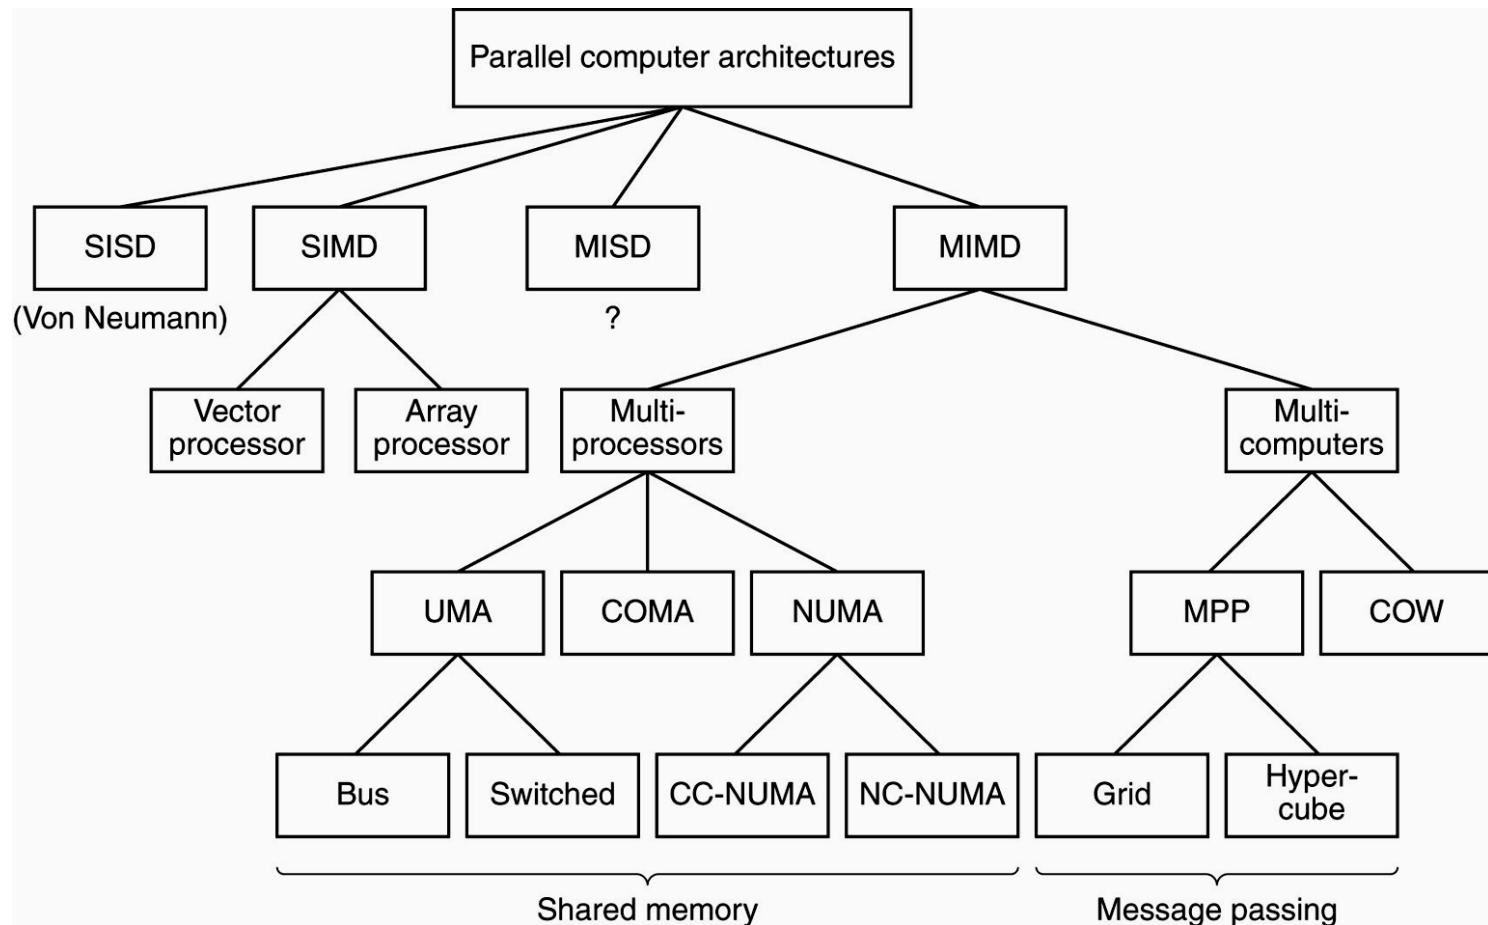 Parallel computer architectures
SISD
SIMD
MISD
MIMD
(Von Neumann)
?
Vector
processor
Array
processor
Multi-
processors
Multi-
computers
UMA
COMA
NUMA
MPP
COW
Bus
Switched
CC-NUMA
NC-NUMA
Grid
Hyper-
cube
Shared memory
Message passing